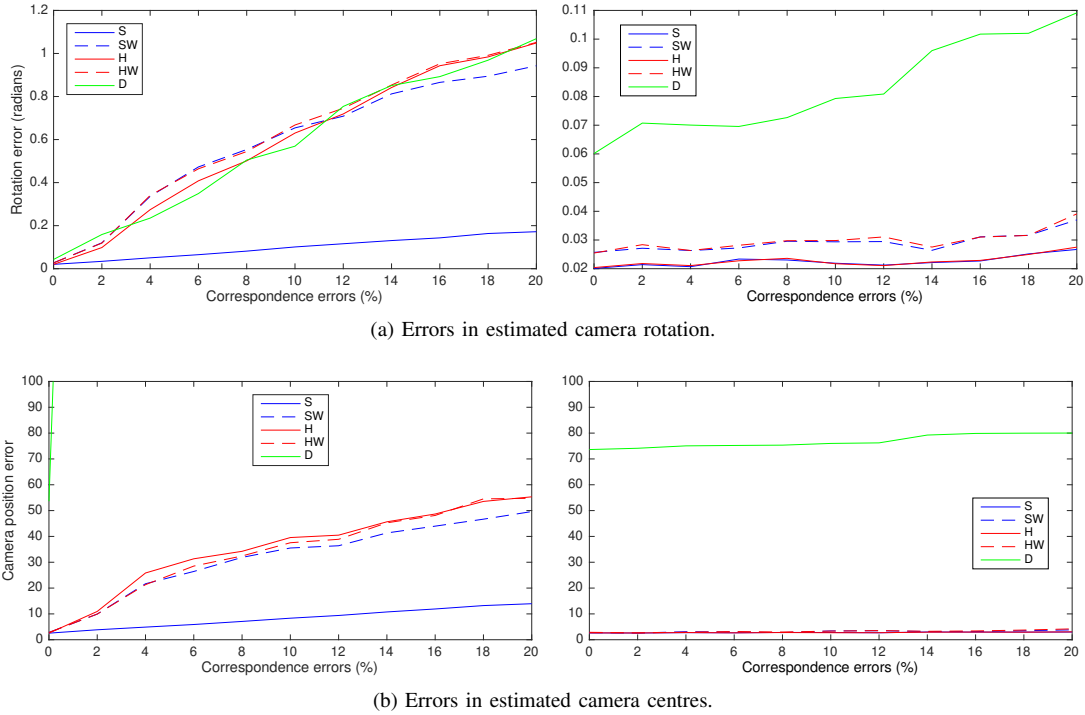 1.2
1
0.8
0.6
0.4
0.2
0
Rotation error (radians)
S
SW
H
HW
D
0 2 4 6 8 10 12 14 16 18 20
Correspondence errors (%)
0.11
0.1
0.09
0.08
0.07
0.06
0.05
0.04
0.03
0.02
S
SW
H
HW
D
0 2 4 6 8 10 12 14 16 18 20
Correspondence errors (%)
(a) Errors in estimated camera rotation.
100
90
80
70
60
50
40
30
20
10
0
Camera position error
S
SW
H
HW
D
0 2 4 6 8 10 12 14 16 18 20
Correspondence errors (%)
100
90
80
70
60
50
40
30
20
10
0
S
SW
H
HW
D
0 2 4 6 8 10 12 14 16 18 20
Correspondence errors (%)
(b) Errors in estimated camera centres.